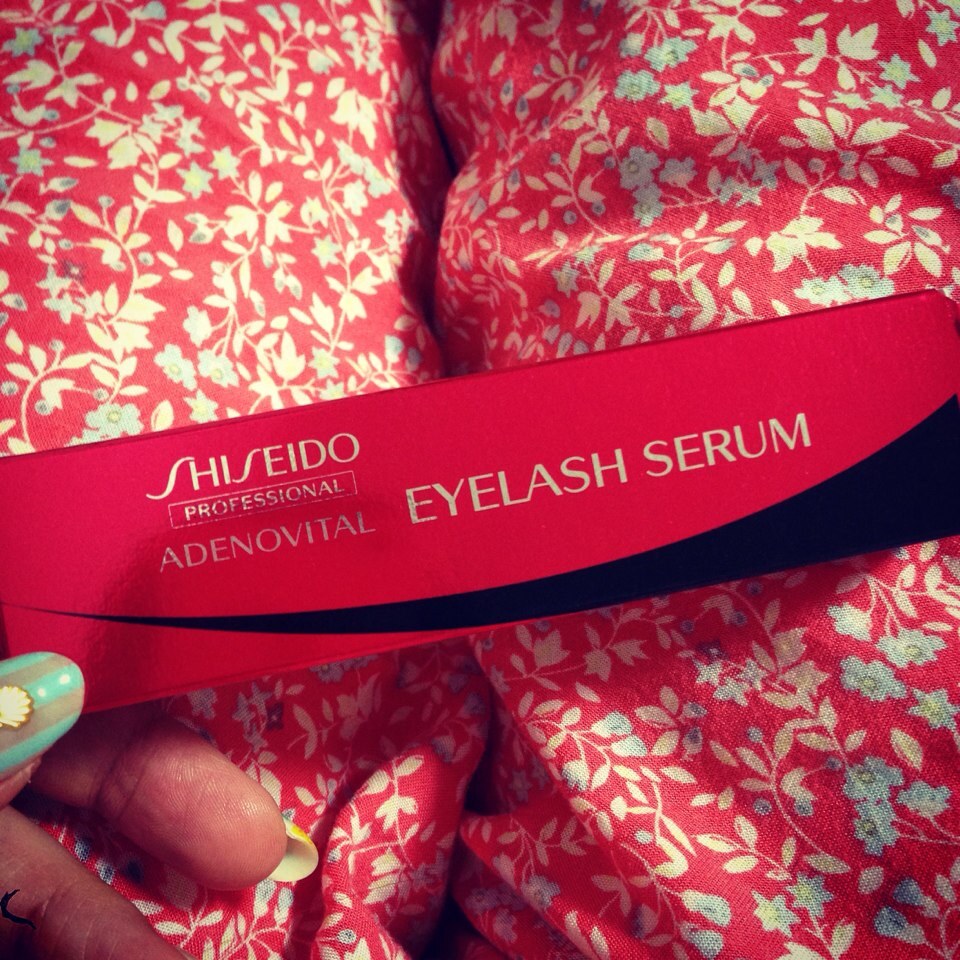 SHISEIDO
PROFESSIONAL
ADENOVITAL
EYELASH SERUM